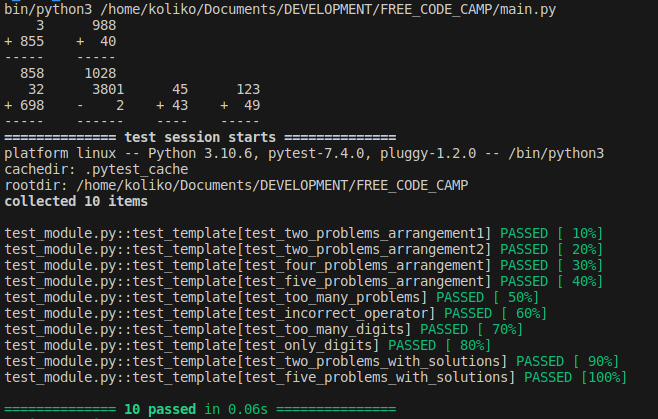 bin/python3 /home/koliko/Documents/DEVELOPMENT/FREE_CODE_CAMP/main.py
    3      988
+ 855    +  40
-----    -----
  858     1028
   32      3801      45      123
+ 698    -    2    + 43    +  49
-----    ------    ----    -----
============== test session starts ==============
platform linux -- Python 3.10.6, pytest-7.4.0, pluggy-1.2.0 -- /bin/python3
cachedir: .pytest_cache
rootdir: /home/koliko/Documents/DEVELOPMENT/FREE_CODE_CAMP
collected 10 items

test_module.py::test_template[test_two_problems_arrangement1] PASSED [ 10%]
test_module.py::test_template[test_two_problems_arrangement2] PASSED [ 20%]
test_module.py::test_template[test_four_problems_arrangement] PASSED [ 30%]
test_module.py::test_template[test_five_problems_arrangement] PASSED [ 40%]
test_module.py::test_template[test_too_many_problems] PASSED [ 50%]
test_module.py::test_template[test_incorrect_operator] PASSED [ 60%]
test_module.py::test_template[test_too_many_digits] PASSED [ 70%]
test_module.py::test_template[test_only_digits] PASSED [ 80%]
test_module.py::test_template[test_two_problems_with_solutions] PASSED [ 90%]
test_module.py::test_template[test_five_problems_with_solutions] PASSED [100%]

============== 10 passed in 0.06s ===============